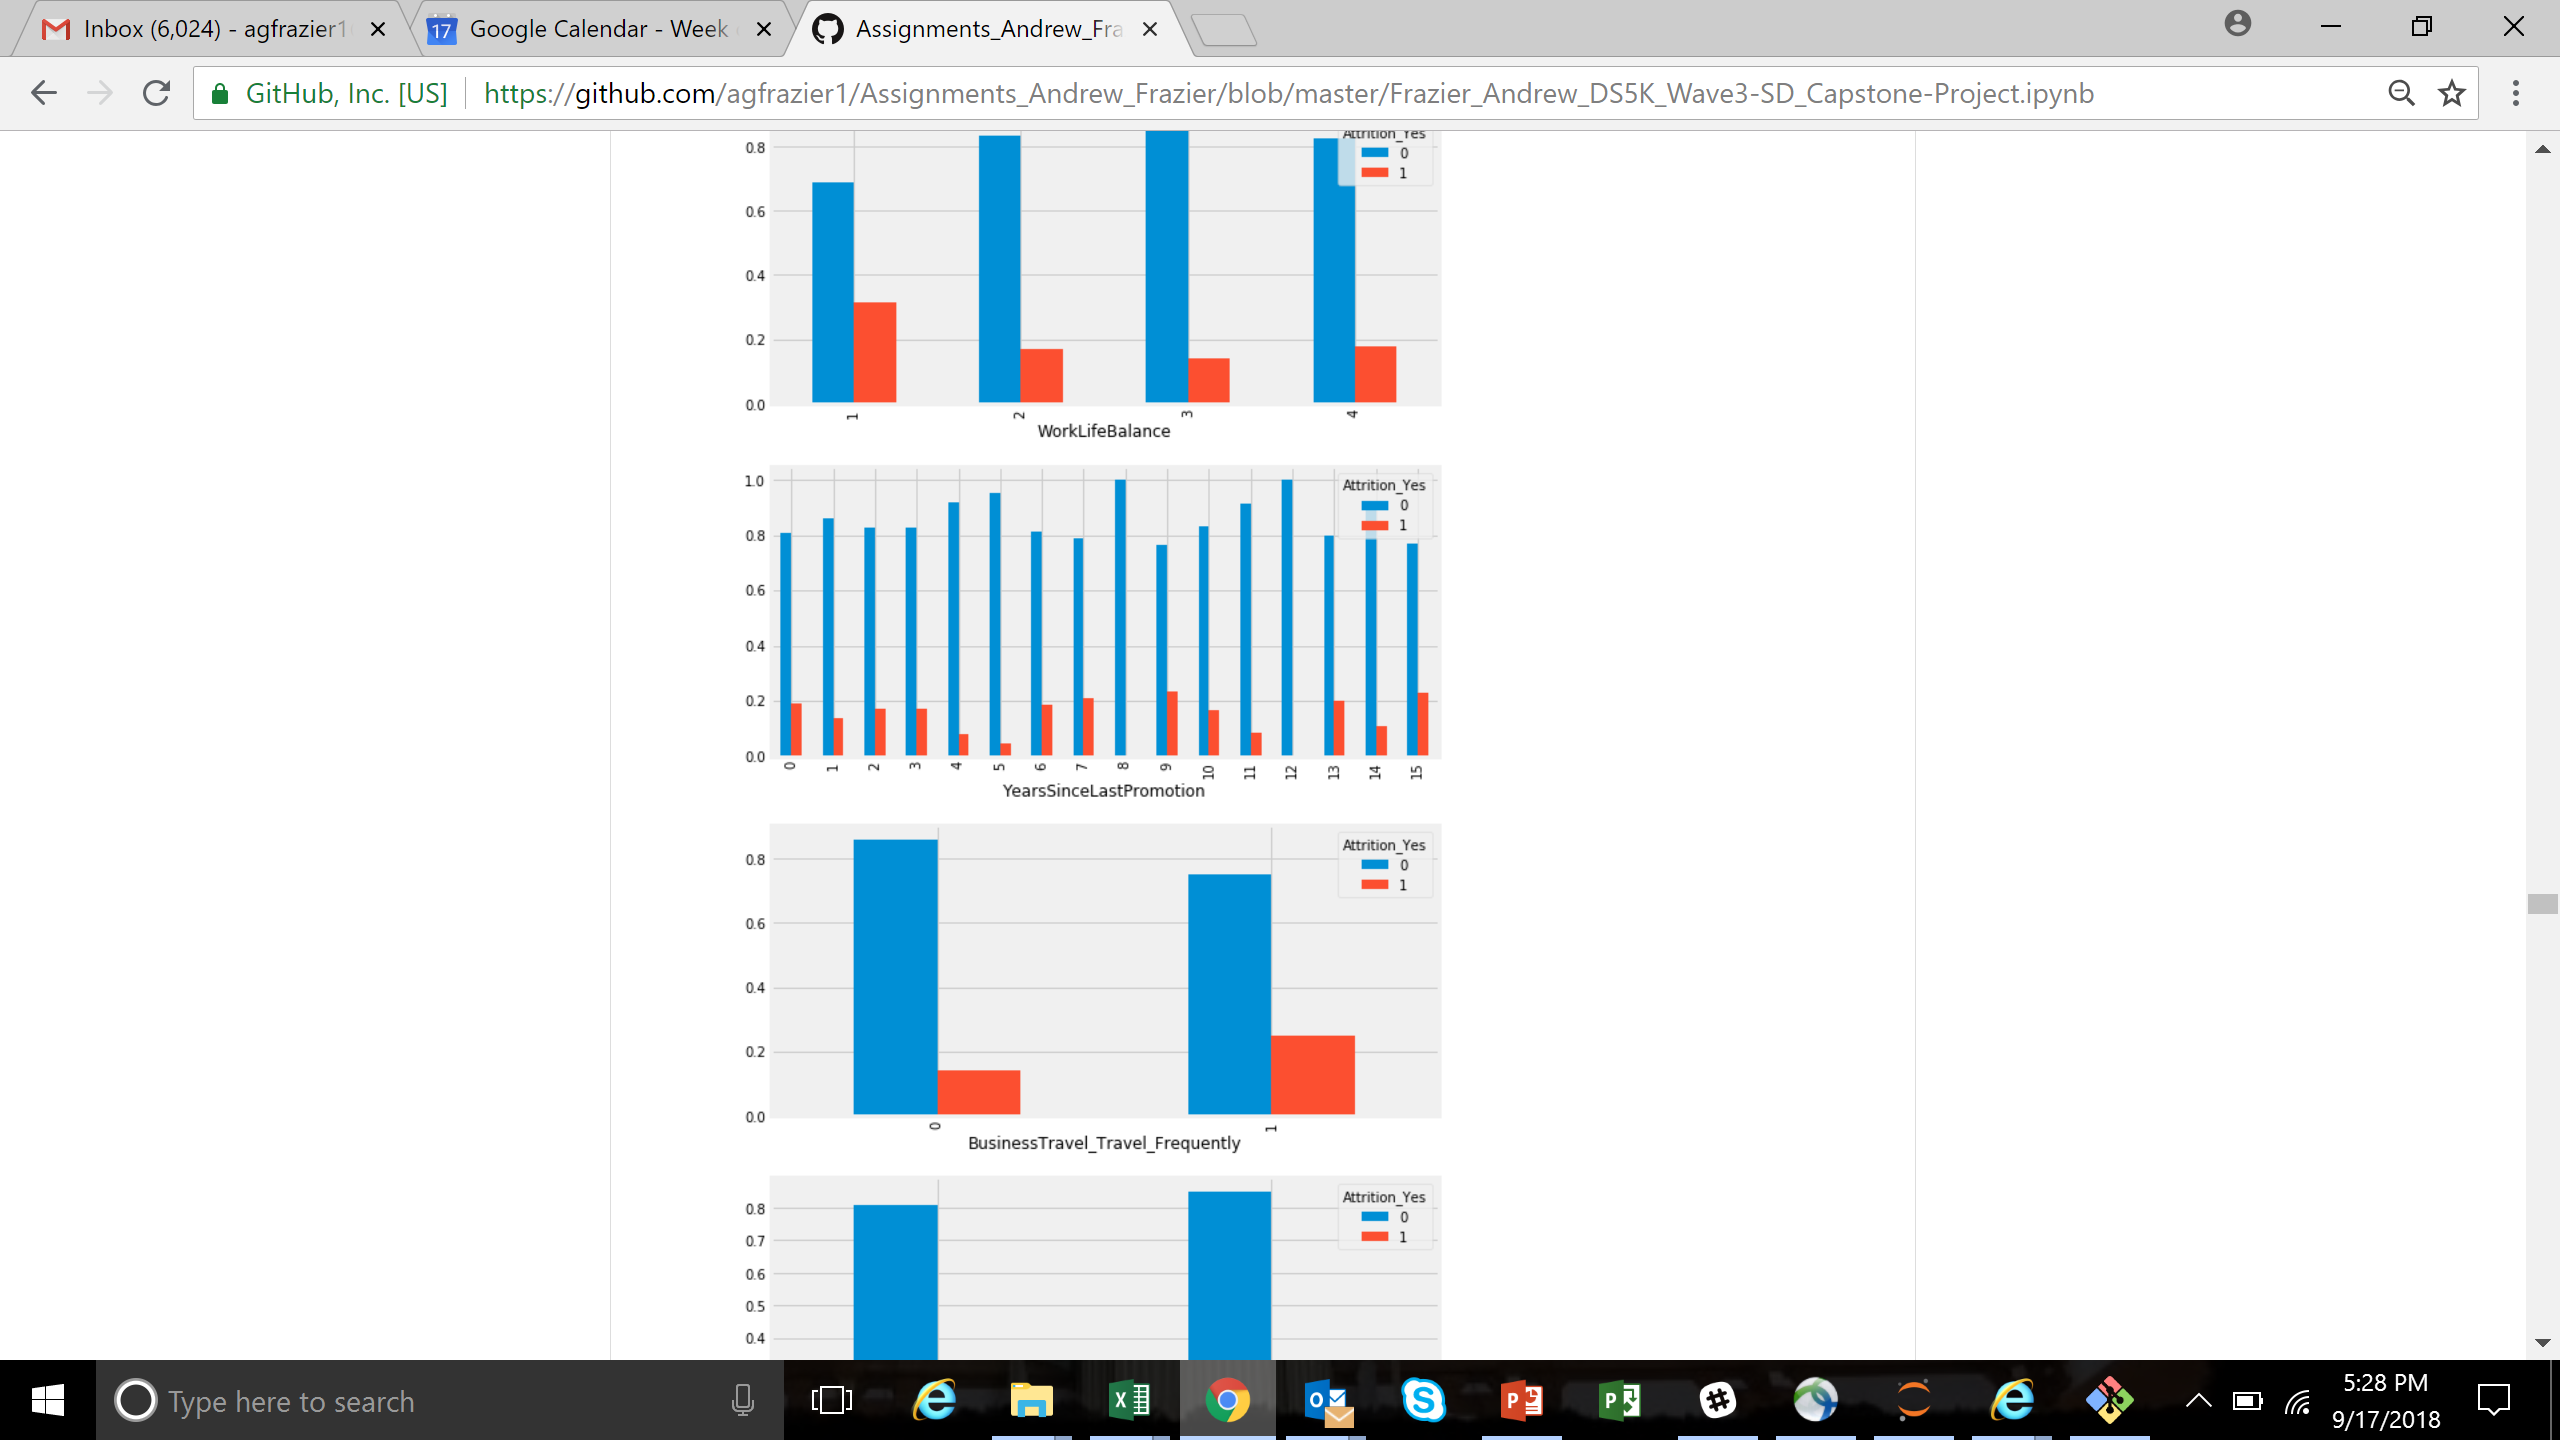 Inbox (6,024) - agfrazier1
Google Calendar - Week
Assignments_Andrew_Fra
GitHub, Inc. [US]
https://github.com/agfrazier1/Assignments_Andrew_Frazier/blob/master/Frazier_Andrew_DS5K_Wave3-SD_Capstone-Project.ipynb
Attrition_Yes
0
1
0.8
0.6
0.4
0.2
0.0
1 2 3 4
WorkLifeBalance
Attrition_Yes
0
1
1.0
0.8
0.6
0.4
0.2
0.0
0 1 2 3 4 5 6 7 8 9 10 11 12 13 14 15
YearsSinceLastPromotion
Attrition_Yes
0
1
0.8
0.6
0.4
0.2
0.0
0 1
BusinessTravel_Travel_Frequently
Attrition_Yes
0
1
0.8
0.7
0.6
0.5
0.4
Type here to search
5:28 PM
9/17/2018